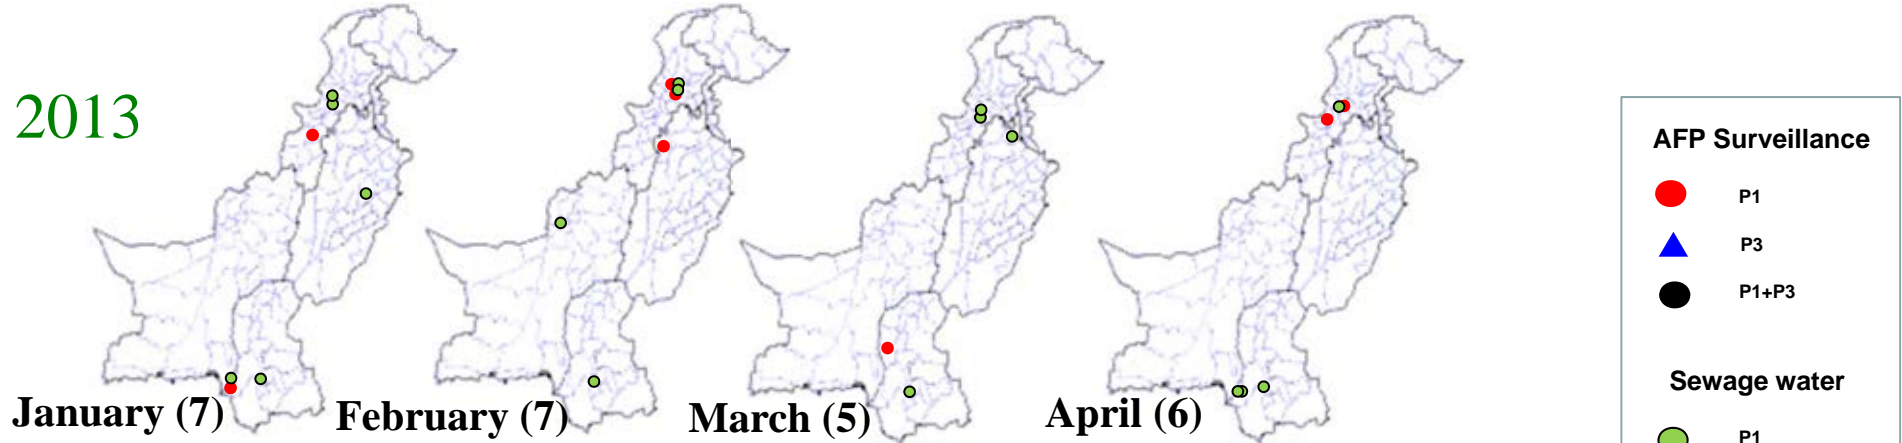 2013
January (7)
February (7)
March (5)
April (6)
AFP Surveillance
P1
P3
P1+P3
Sewage water
P1